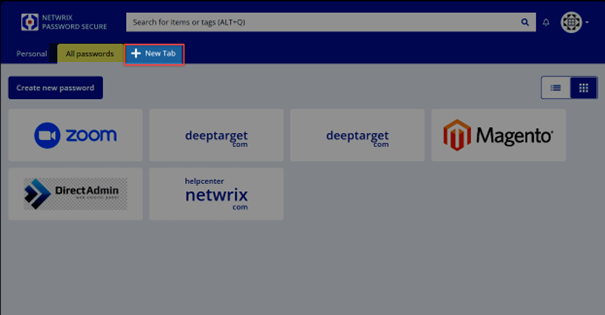 NETWRIX
PASSWORD SECURE
Search for items or tags (ALT+Q)
Personal
All passwords
+ New Tab
Create new password
zoom
deeptarget
com
deeptarget
com
Magento
DirectAdmin
web control panel
helpcenter
netwrix
com